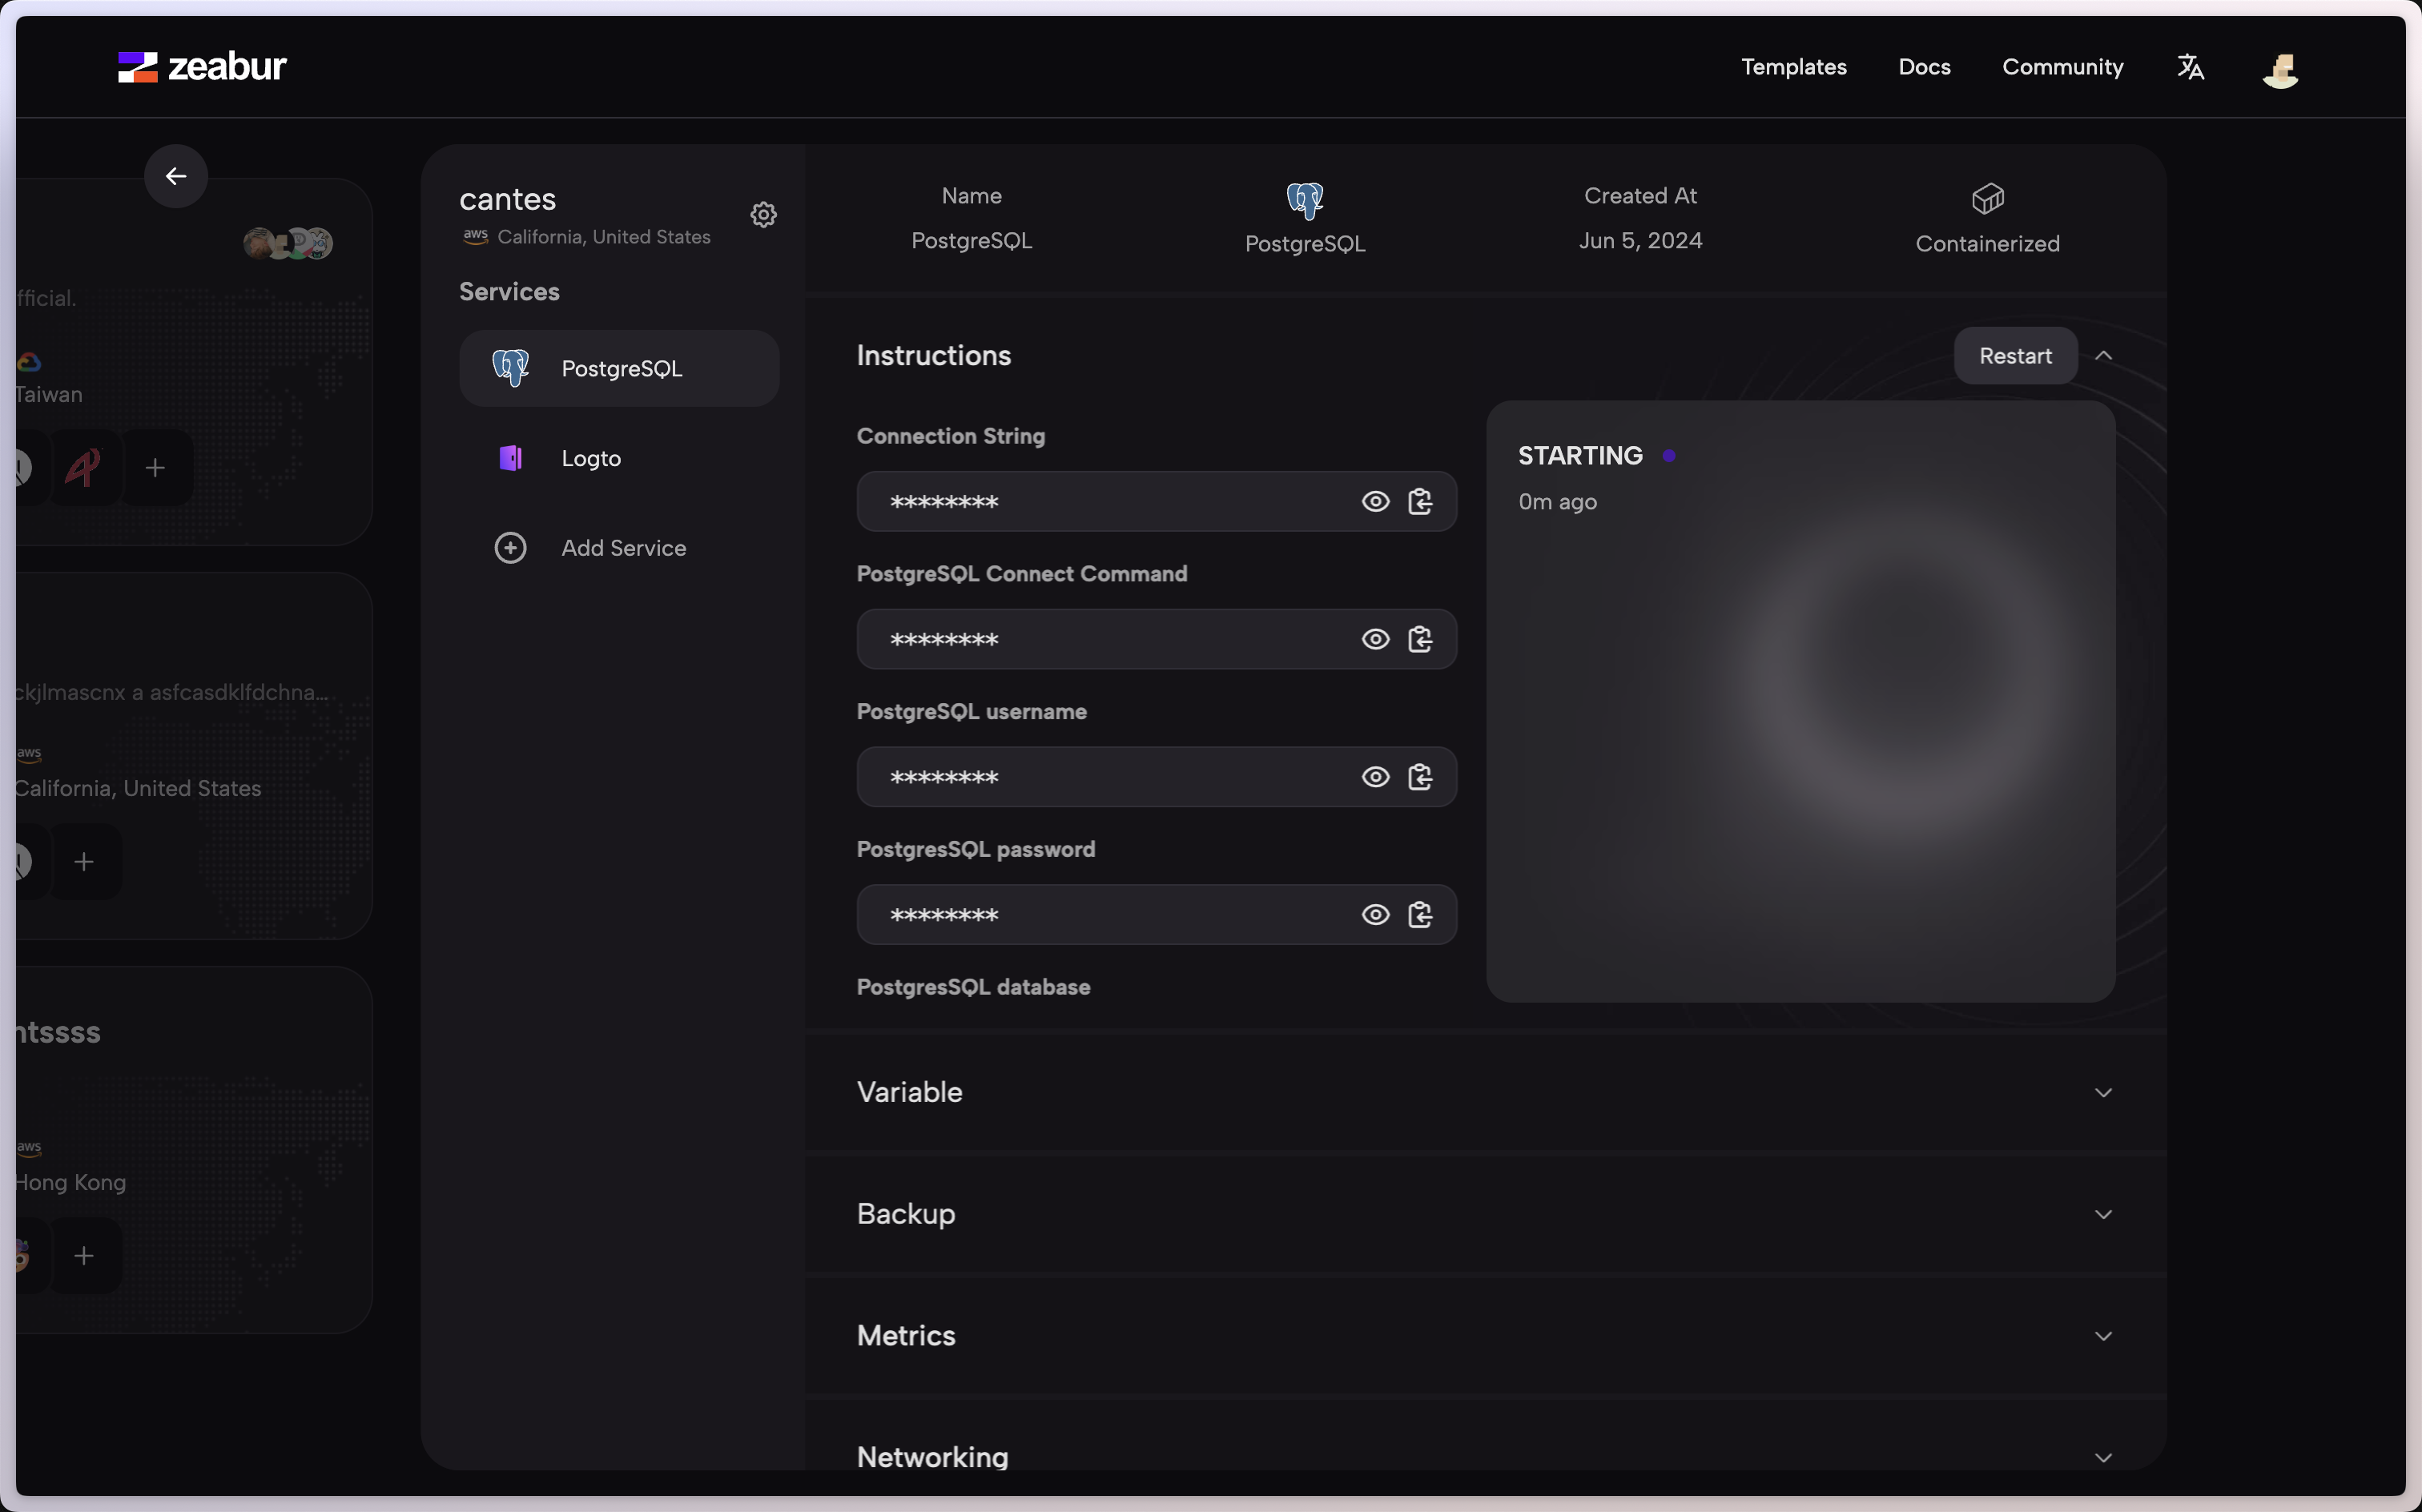 zeabur
Templates
Docs
Community
fficial.
Taiwan
ckjlmascnx a asfcasdklfdchna...
aws
California, United States
ntssss
aws
Hong Kong
cantes
aws California, United States
Services
PostgreSQL
Logto
Add Service
Name
PostgreSQL
PostgreSQL
Created At
Jun 5, 2024
Containerized
Instructions
Restart
Connection String
********
PostgreSQL Connect Command
********
PostgreSQL username
********
PostgresSQL password
********
PostgresSQL database
STARTING
0m ago
Variable
Backup
Metrics
Networking